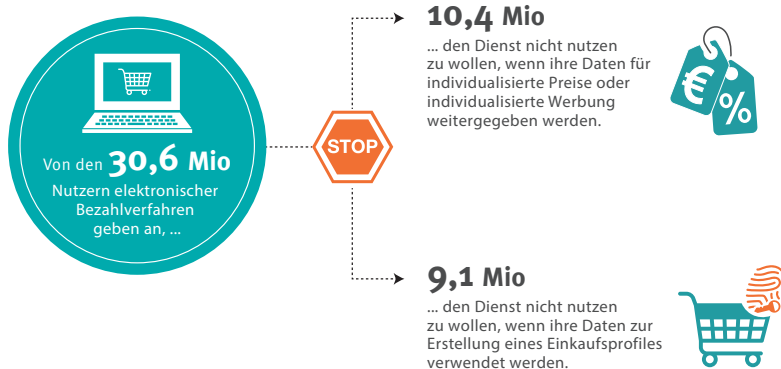 Von den 30,6 Mio
Nutzern elektronischer
Bezahlverfahren
geben an, ...
STOP
10,4 Mio
... den Dienst nicht nutzen
zu wollen, wenn ihre Daten für
individualisierte Preise oder
individualisierte Werbung
weitergegeben werden.
€
%
9,1 Mio
... den Dienst nicht nutzen
zu wollen, wenn ihre Daten zur
Erstellung eines Einkaufsprofiles
verwendet werden.